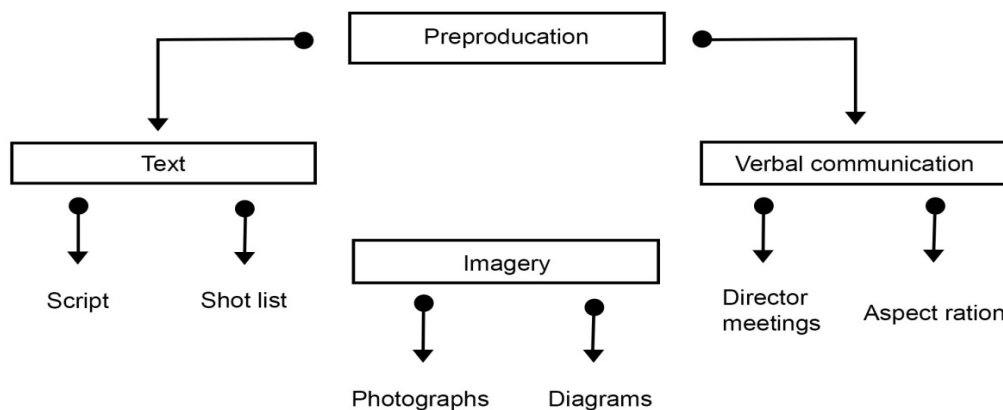 Preproducation
Text
Verbal communication
Imagery
Script
Shot list
Director
meetings
Aspect ration
Photographs
Diagrams